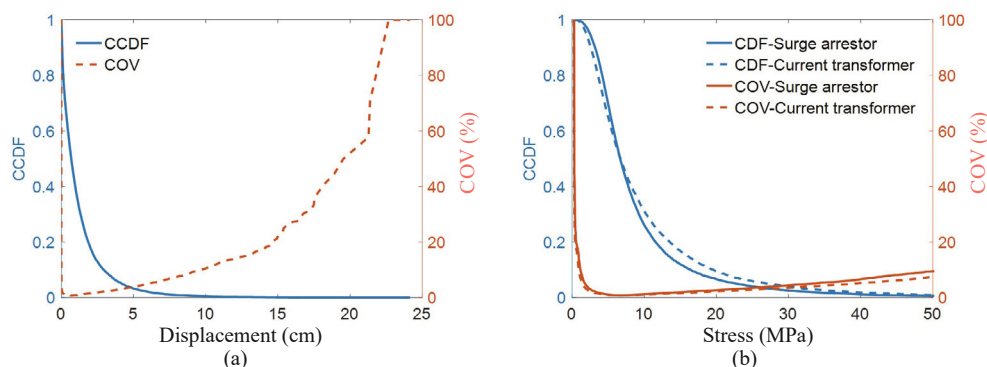 1
0.8
0.6
0.4
0.2
0
CCDF
CCDF
COV
100
80
60
40
20
0
COV (%)
0
5
10
15
20
25
Displacement (cm)
(a)
1
0.8
0.6
0.4
0.2
0
CCDF
CDF-Surge arrestor
CDF-Current transformer
COV-Surge arrestor
COV-Current transformer
100
80
60
40
20
0
COV (%)
0
10
20
30
40
50
Stress (MPa)
(b)